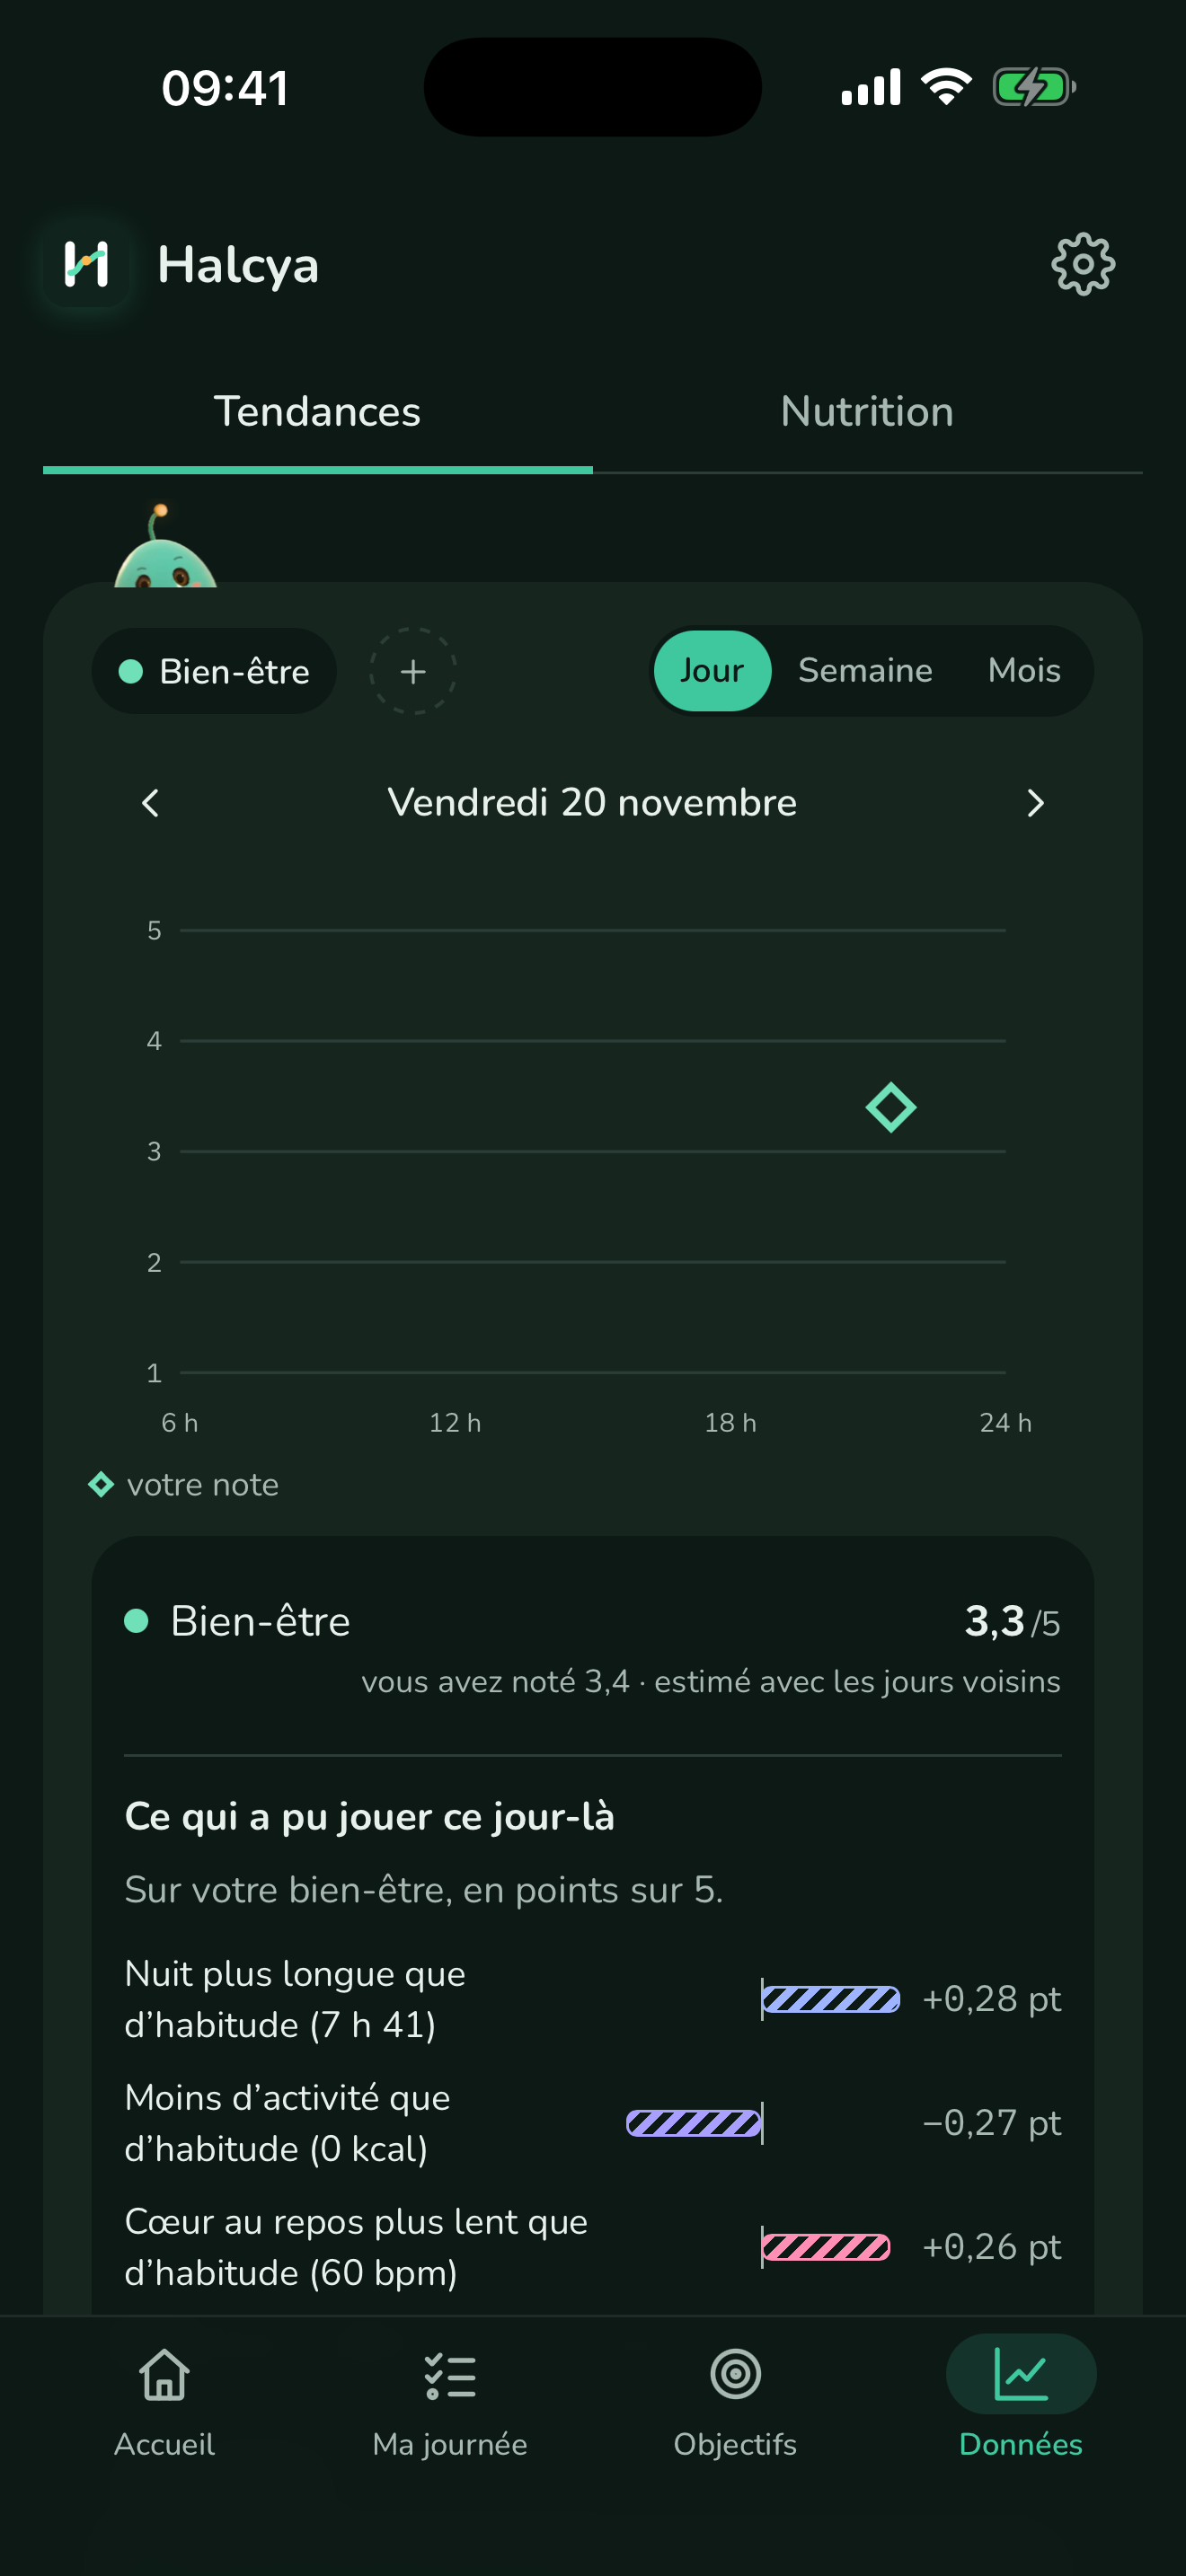 09:41
Halcya
Tendances
Nutrition
Bien-être
+
Jour
Semaine
Mois
Vendredi 20 novembre
5
4
3
2
1
6 h
12 h
18 h
24 h
votre note
Bien-être
3,3 /5
vous avez noté 3,4 · estimé avec les jours voisins
Ce qui a pu jouer ce jour-là
Sur votre bien-être, en points sur 5.
Nuit plus longue que
d’habitude (7 h 41)
+0,28 pt
Moins d’activité que
d’habitude (0 kcal)
−0,27 pt
Cœur au repos plus lent que
d’habitude (60 bpm)
+0,26 pt
Accueil
Ma journée
Objectifs
Données